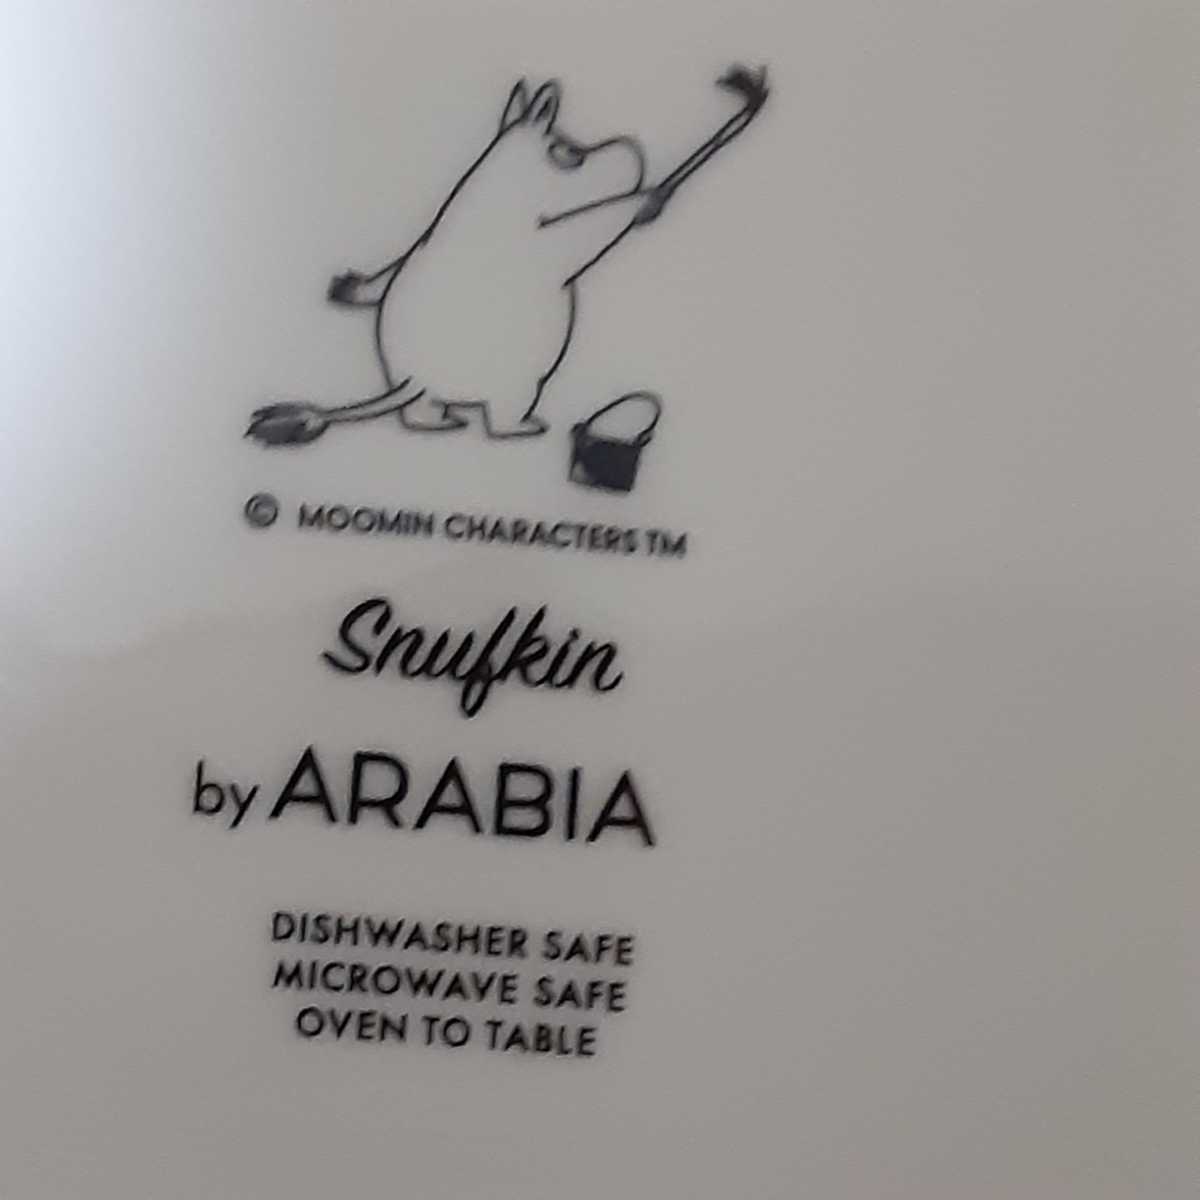 © MOOMIN CHARACTERS TM
Snufkin
by ARABIA
DISHWASHER SAFE
MICROWAVE SAFE
OVEN TO TABLE